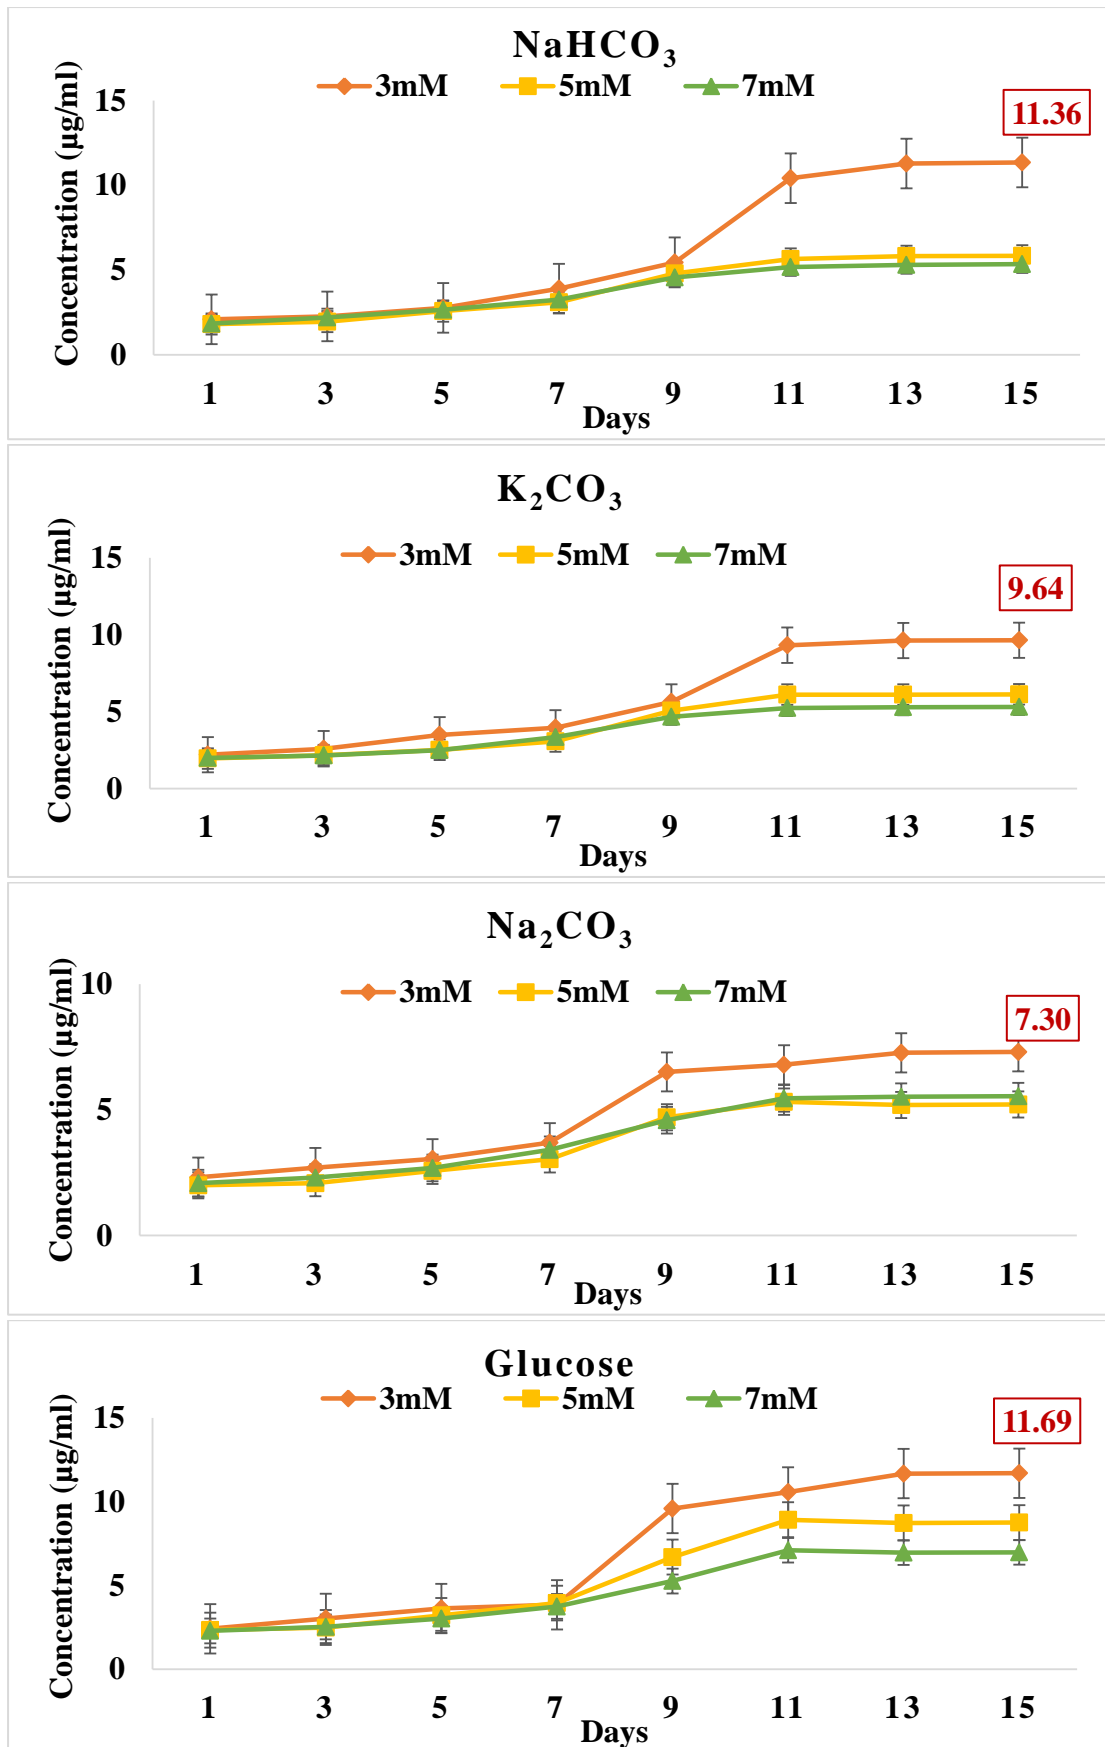 NaHCO₃
3mM 5mM 7mM
Concentration (µg/ml)
15
10
5
0
11.36
1 3 5 7 9 11 13 15
Days
K₂CO₃
3mM 5mM 7mM
Concentration (µg/ml)
15
10
5
0
9.64
1 3 5 7 9 11 13 15
Days
Na₂CO₃
3mM 5mM 7mM
Concentration (µg/ml)
10
5
0
7.30
1 3 5 7 9 11 13 15
Days
Glucose
3mM 5mM 7mM
Concentration (µg/ml)
15
10
5
0
11.69
1 3 5 7 9 11 13 15
Days